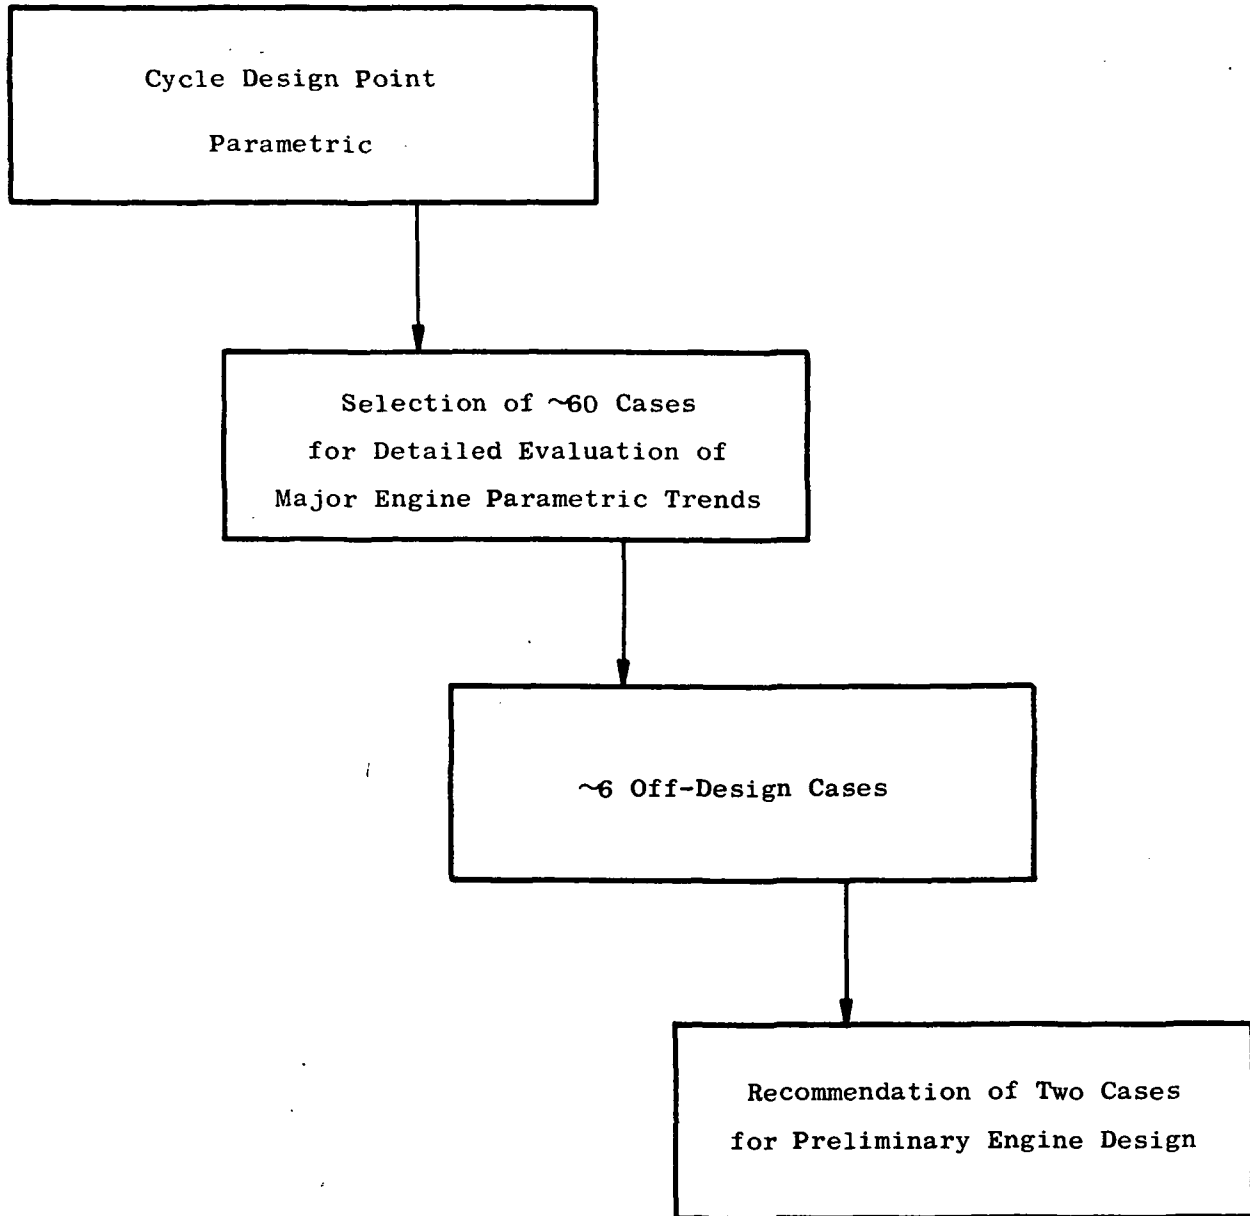 Cycle Design Point
Parametric
Selection of ~60 Cases
for Detailed Evaluation of
Major Engine Parametric Trends
~6 Off-Design Cases
Recommendation of Two Cases
for Preliminary Engine Design